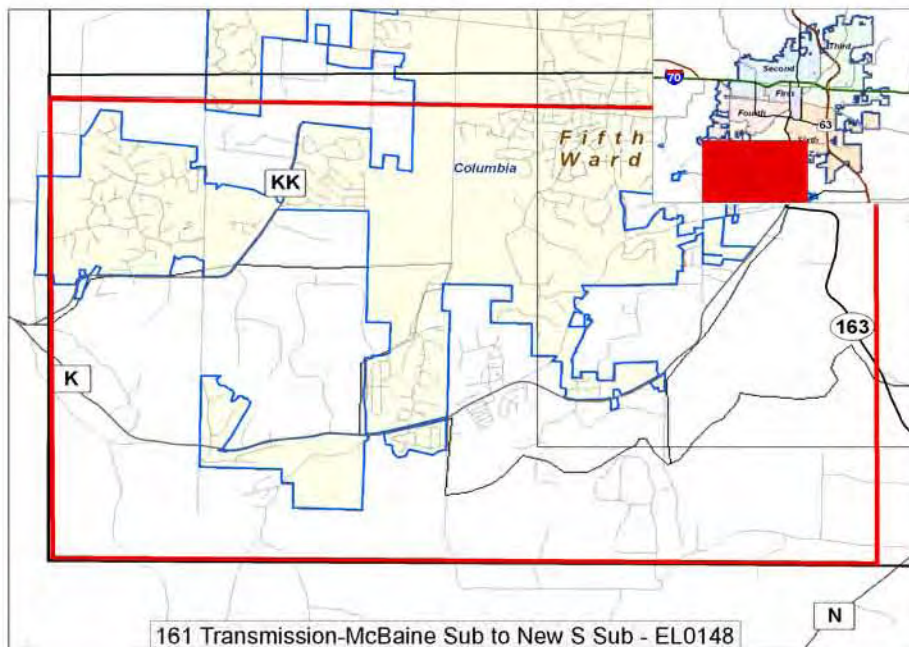 Second
Third
70
First
Fourth
63
Fifth
Ward
Columbia
KK
163
K
N
161 Transmission-McBaine Sub to New S Sub - EL0148